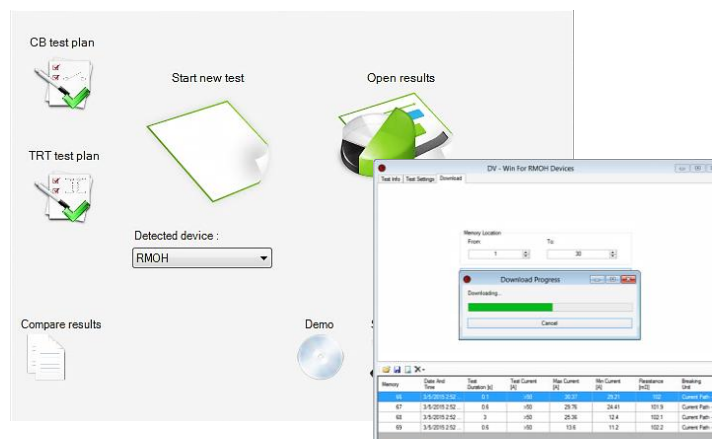 CB test plan
Start new test
Open results
TRT test plan
DV - Win For RMOH Devices
Test Info Test Settings Download
Memory Location
From: To:
1 30
Detected device :
RMOH
Download Progress
Downloading...
Cancel
Compare results
Demo
Memory Date And Time Test Duration [s] Test Current [A] Max Current [A] Min Current [A] Resistance [mΩ] Breaking Unit
66 3/5/2015 2:52 ... 0.1 >50 30.37 29.21 102 Current Path -
67 3/5/2015 2:52 ... 0.6 >50 29.76 24.41 101.9 Current Path -
68 3/5/2015 2:52 ... 3 >50 25.36 12.4 102.1 Current Path -
69 3/5/2015 2:52 ... 0.6 >50 13.6 11.2 102.2 Current Path -